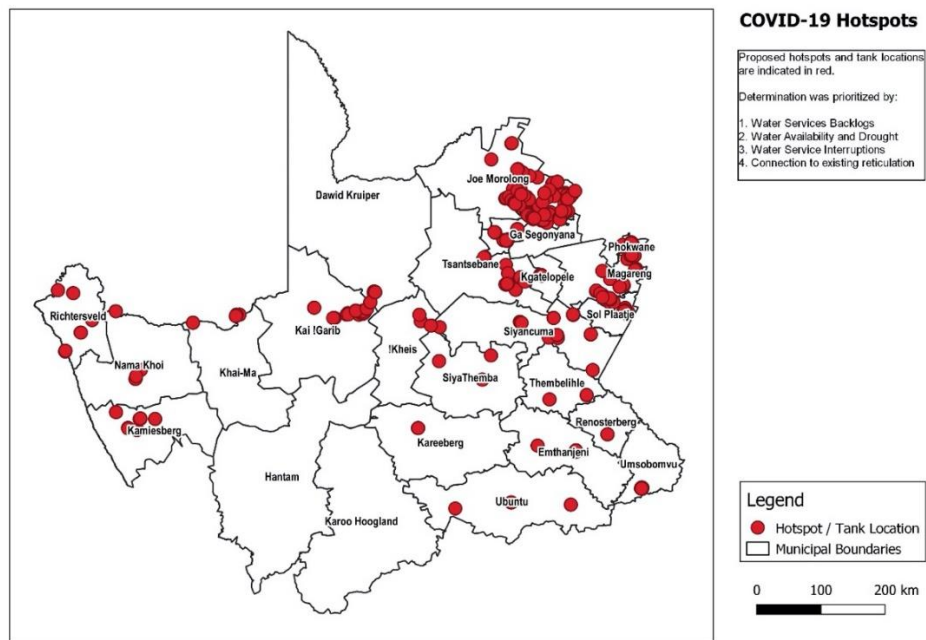 COVID-19 Hotspots
Proposed hotspots and tank locations
are indicated in red.
Determination was prioritized by:
1. Water Services Backlogs
2. Water Availability and Drought
3. Water Service Interruptions
4. Connection to existing reticulation
Joe Morolong
Dawid Kruiper
Ga Segonyana
Phokwane
Tsantsebane
Kgatelopele
Magareng
Richtersveld
Sol Plaatje
Kai !Garib
Siyancuma
!Kheis
Nama Khoi
Khai-Ma
SiyaThemba
Thembelihle
Renosterberg
Kamiesberg
Kareeberg
Emthanjeni
Umsobomvu
Hantam
Ubuntu
Karoo Hoogland
Legend
Hotspot / Tank Location
Municipal Boundaries
0 100 200 km